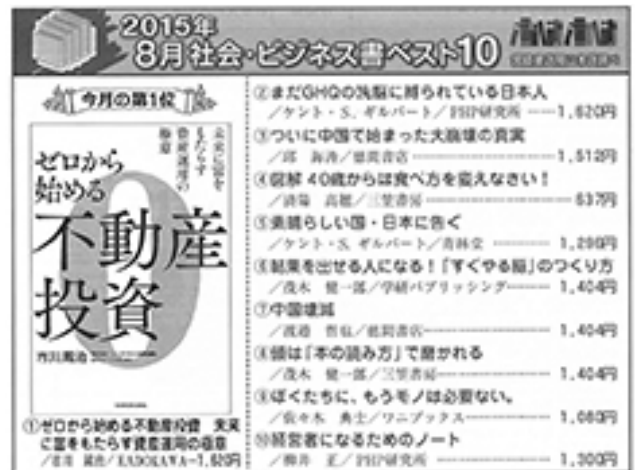 2015年
8月社会・ビジネス書ベスト10
今月の第1位
未来に富を
もたらす
資産運用の
極意
ゼロから
始める
不動産
投資
①ゼロから始める不動産投資 未来
に富をもたらす資産運用の極意
/KADOKAWA—1,620円
②まだGHQの洗脳に縛られている日本人
/ケント・S. ギルバート/PHP研究所 1,620円
③ついに中国で始まった大崩壊の真実
/邱 海涛/徳間書店 1,512円
④図解 40歳からは食べ方を変えなさい!
/済陽 高穂/三笠書房 637円
⑤素晴らしい国・日本に告ぐ
/ケント・S. ギルバート/青林堂 1,296円
⑥結果を出せる人になる!「すぐやる脳」のつくり方
/茂木 健一郎/学研パブリッシング 1,404円
⑦中国壊滅
/渡邉 哲也/徳間書店 1,404円
⑧頭は「本の読み方」で磨かれる
/茂木 健一郎/三笠書房 1,404円
⑨ぼくたちに、もうモノは必要ない。
/佐々木 典士/ワニブックス 1,080円
⑩経営者になるためのノート
/柳井 正/PHP研究所 1,300円